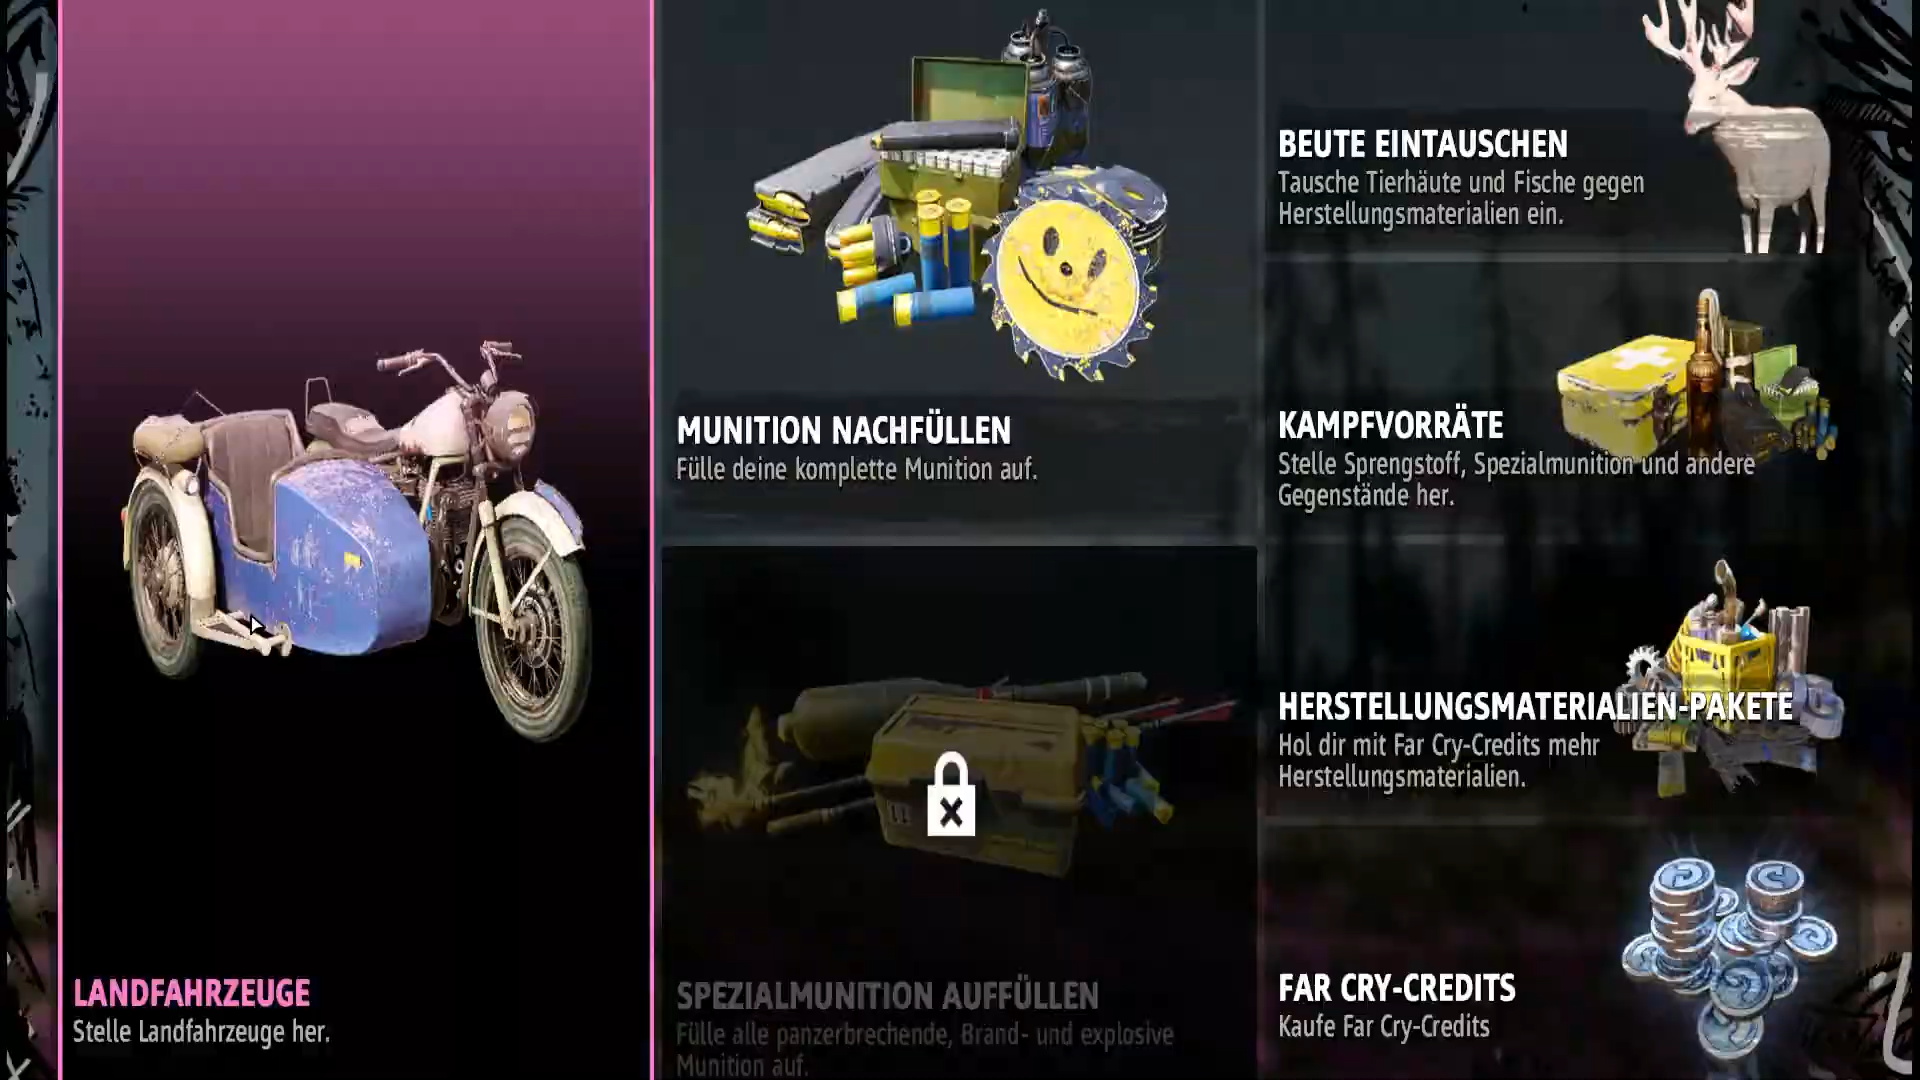 LANDFAHRZEUGE
Stelle Landfahrzeuge her.
MUNITION NACHFÜLLEN
Fülle deine komplette Munition auf.
SPEZIALMUNITION AUFFÜLLEN
Fülle alle panzerbrechende, Brand- und explosive
Munition auf.
BEUTE EINTAUSCHEN
Tausche Tierhäute und Fische gegen
Herstellungsmaterialien ein.
KAMPFVORRÄTE
Stelle Sprengstoff, Spezialmunition und andere
Gegenstände her.
HERSTELLUNGSMATERIALIEN-PAKETE
Hol dir mit Far Cry-Credits mehr
Herstellungsmaterialien.
FAR CRY-CREDITS
Kaufe Far Cry-Credits